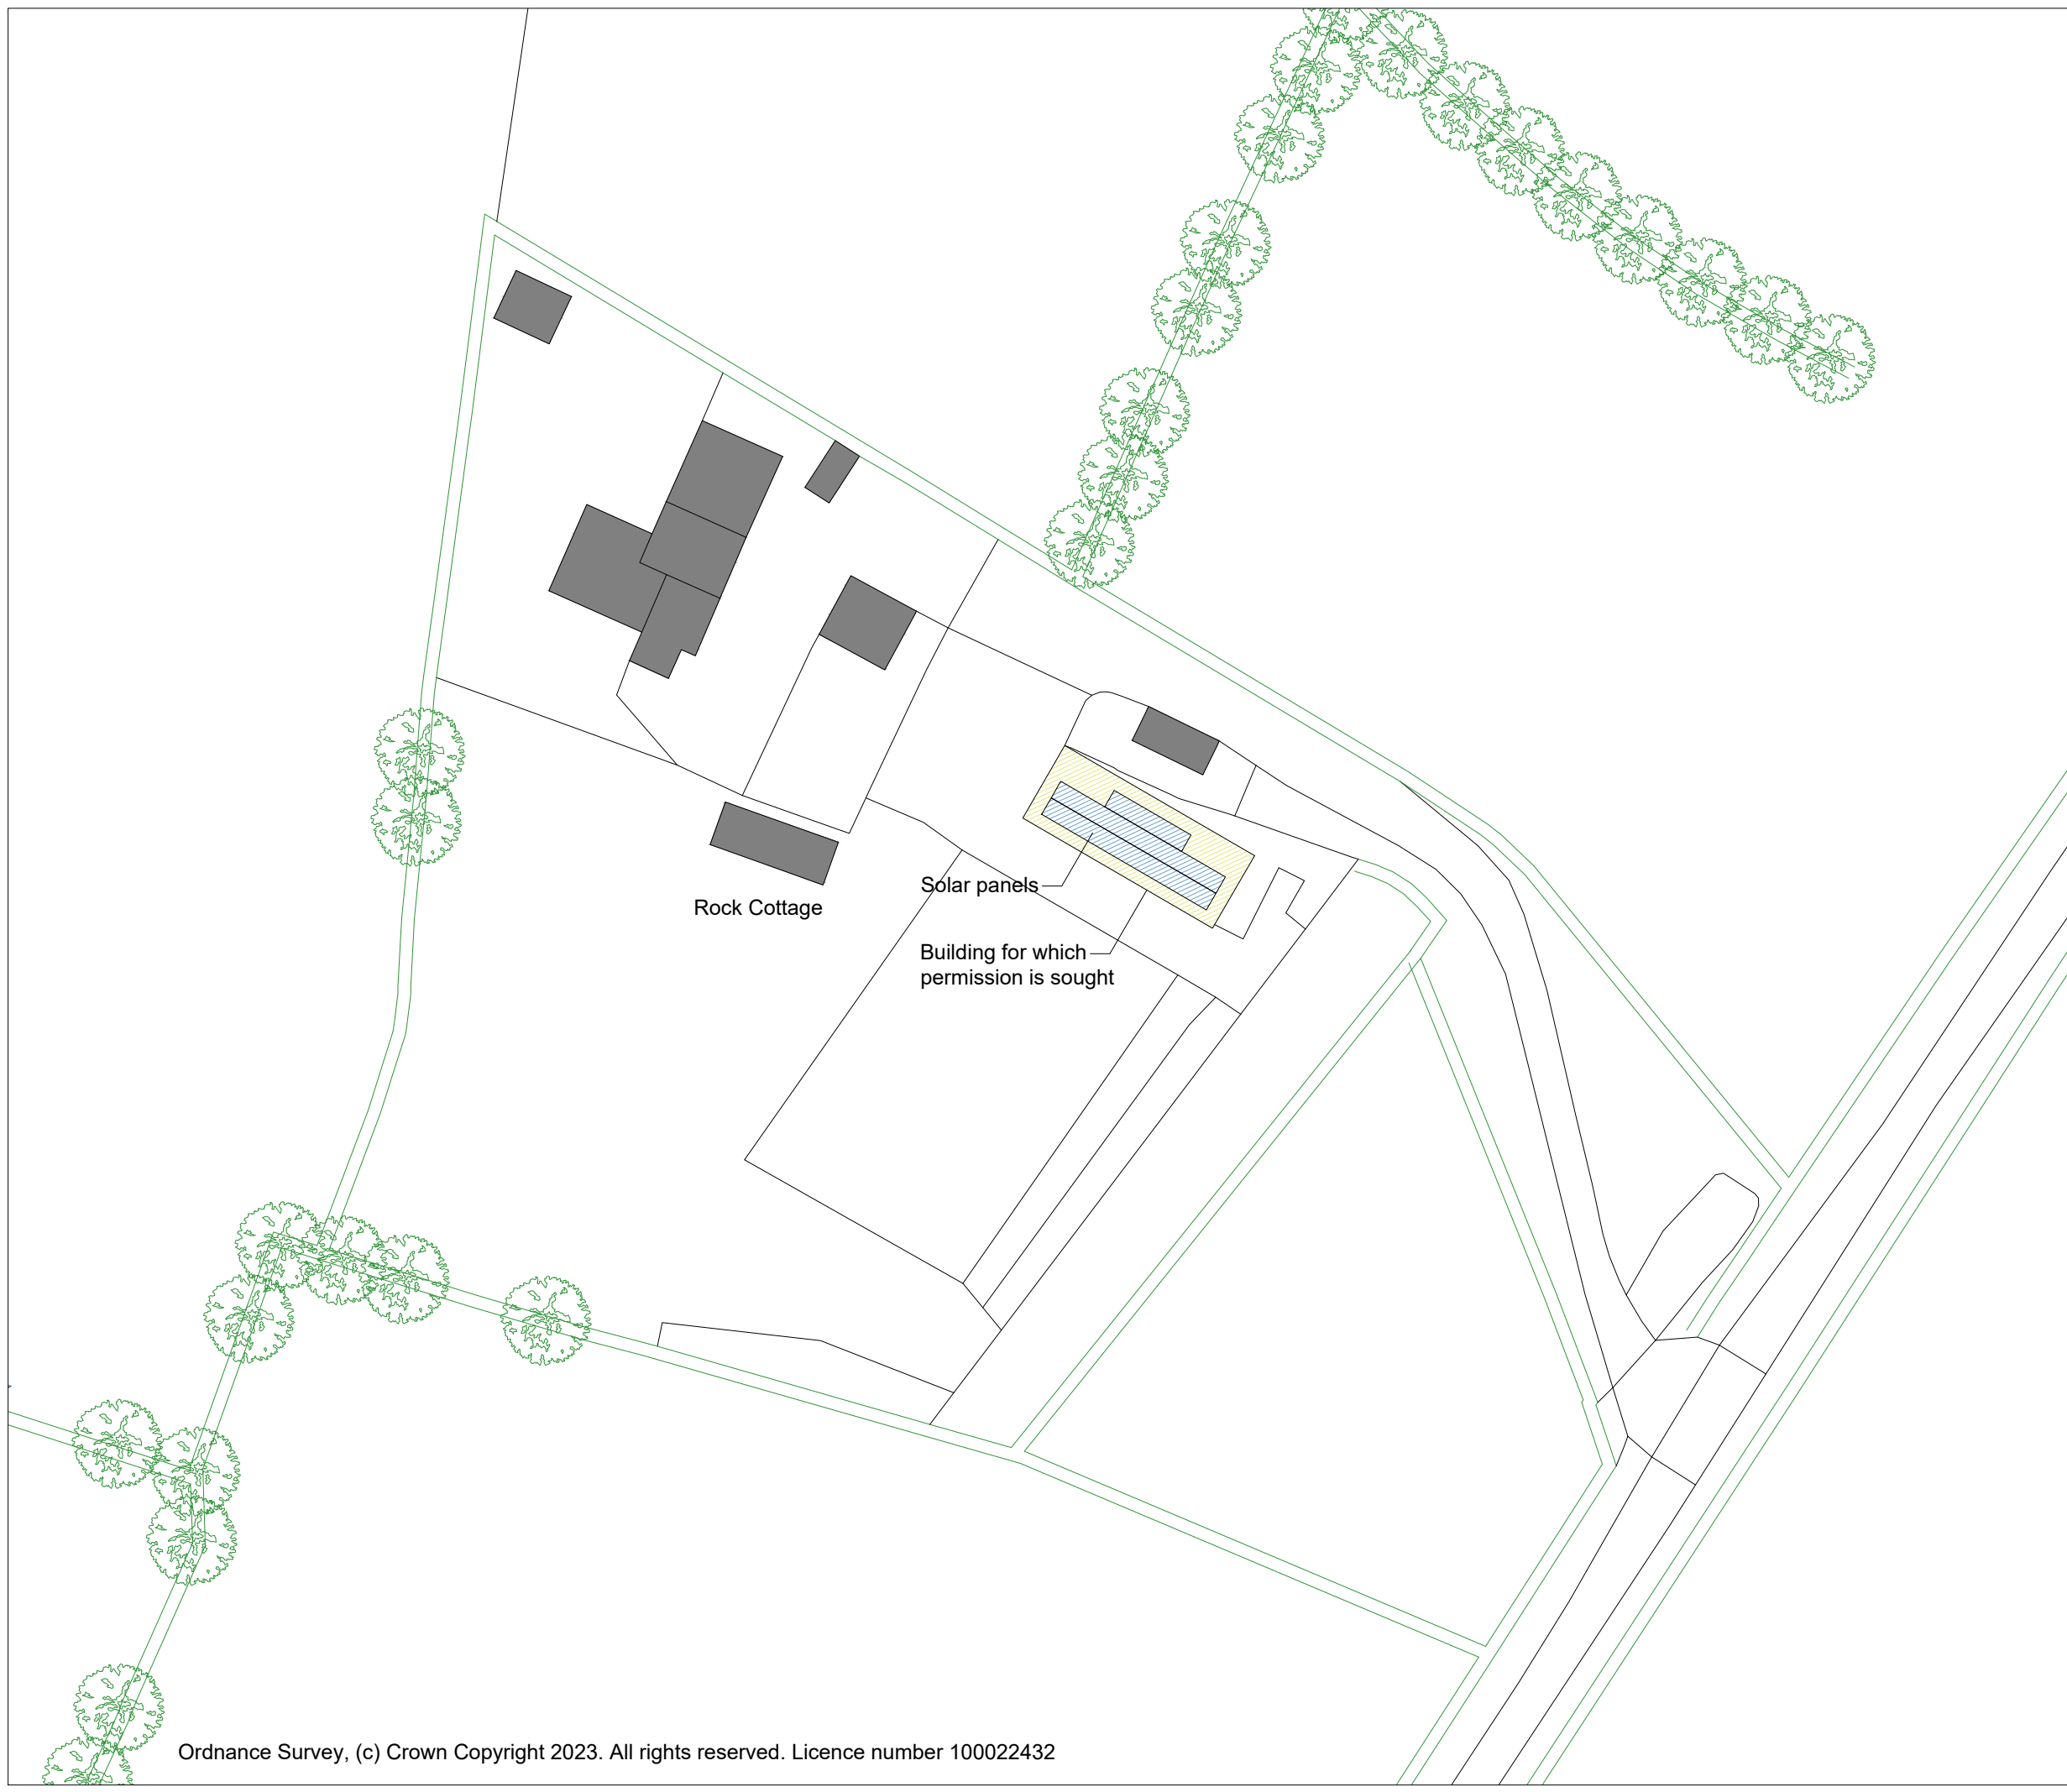 Solar panels
Rock Cottage
Building for which
permission is sought
Ordnance Survey, (c) Crown Copyright 2023. All rights reserved. Licence number 100022432